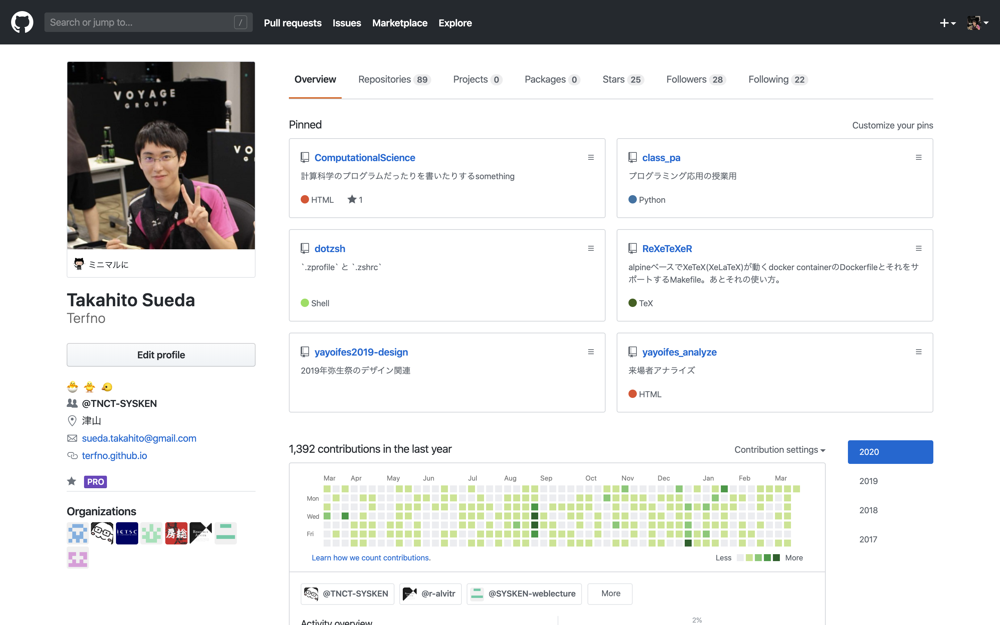 Search or jump to...
/
Pull requests
Issues
Marketplace
Explore
VOYAGE
GROUP
VO
G
ミニマルに
Takahito Sueda
Terfno
Edit profile
@TNCT-SYSKEN
津山
sueda.takahito@gmail.com
terfno.github.io
PRO
Organizations
ICTSC
房総
Overview
Repositories 89
Projects 0
Packages 0
Stars 25
Followers 28
Following 22
Pinned
Customize your pins
ComputationalScience
計算科学のプログラムだったりを書いたりするsomething
HTML
1
class_pa
プログラミング応用の授業用
Python
dotzsh
`.zprofile` と `.zshrc`
Shell
ReXeTeXeR
alpineベースでXeTeX(XeLaTeX)が動くdocker containerのDockerfileとそれをサ
ポートするMakefile。あとそれの使い方。
TeX
yayoifes2019-design
2019年弥生祭のデザイン関連
yayoifes_analyze
来場者アナライズ
HTML
1,392 contributions in the last year
Contribution settings
2020
2019
2018
2017
Mar Apr May Jun Jul Aug Sep Oct Nov Dec Jan Feb Mar
Mon
Wed
Fri
Learn how we count contributions.
Less
More
@TNCT-SYSKEN
@r-alvitr
@SYSKEN-weblecture
More
Activity overview
2%